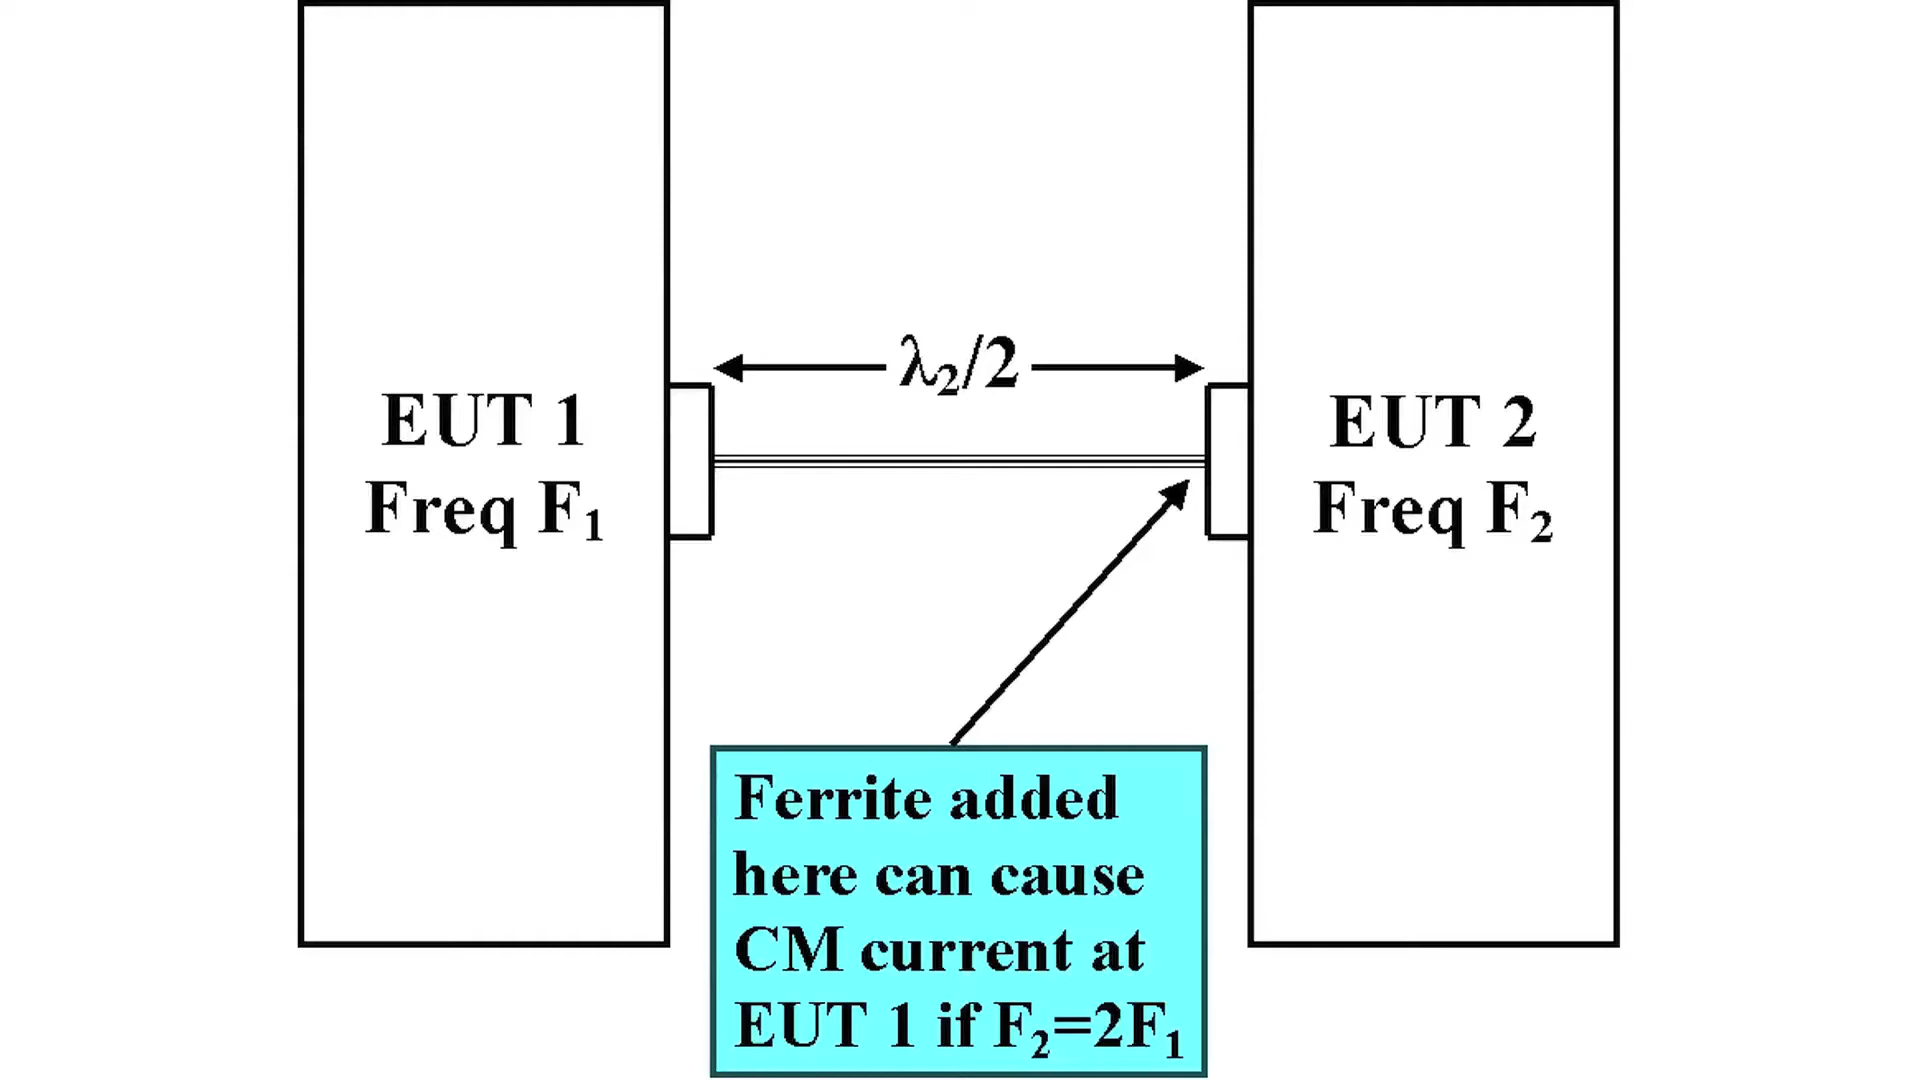 λ₂/2
EUT 1
Freq F₁
EUT 2
Freq F₂
Ferrite added
here can cause
CM current at
EUT 1 if F₂=2F₁